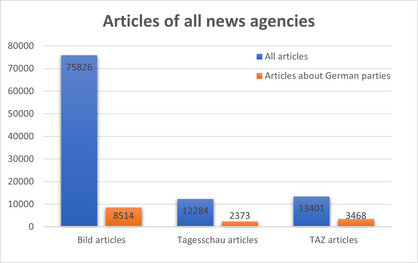 Articles of all news agencies
80000
70000
60000
50000
40000
30000
20000
10000
0
All articles
Articles about German parties
75826
8514
12284
2373
13401
3468
Bild articles
Tagesschau articles
TAZ articles